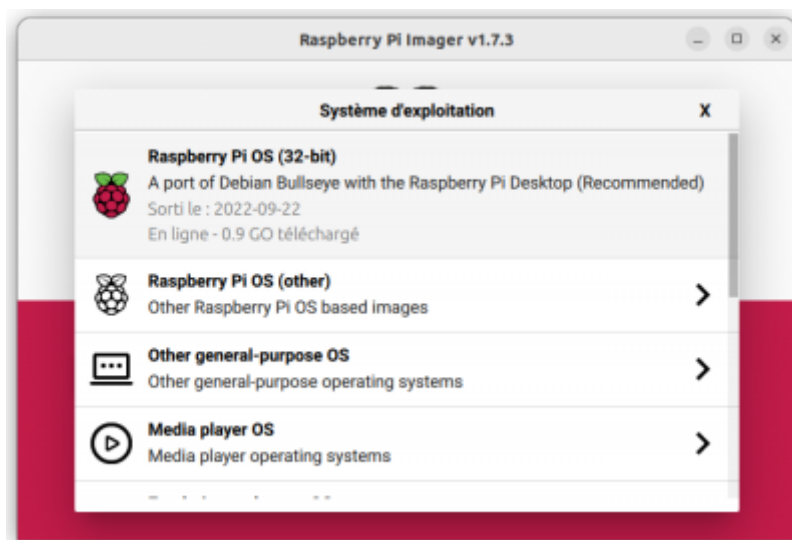 Raspberry Pi Imager v1.7.3
Système d'exploitation X
Raspberry Pi OS (32-bit)
A port of Debian Bullseye with the Raspberry Pi Desktop (Recommended)
Sorti le : 2022-09-22
En ligne - 0.9 GO téléchargé
Raspberry Pi OS (other)
Other Raspberry Pi OS based images
Other general-purpose OS
Other general-purpose operating systems
Media player OS
Media player operating systems